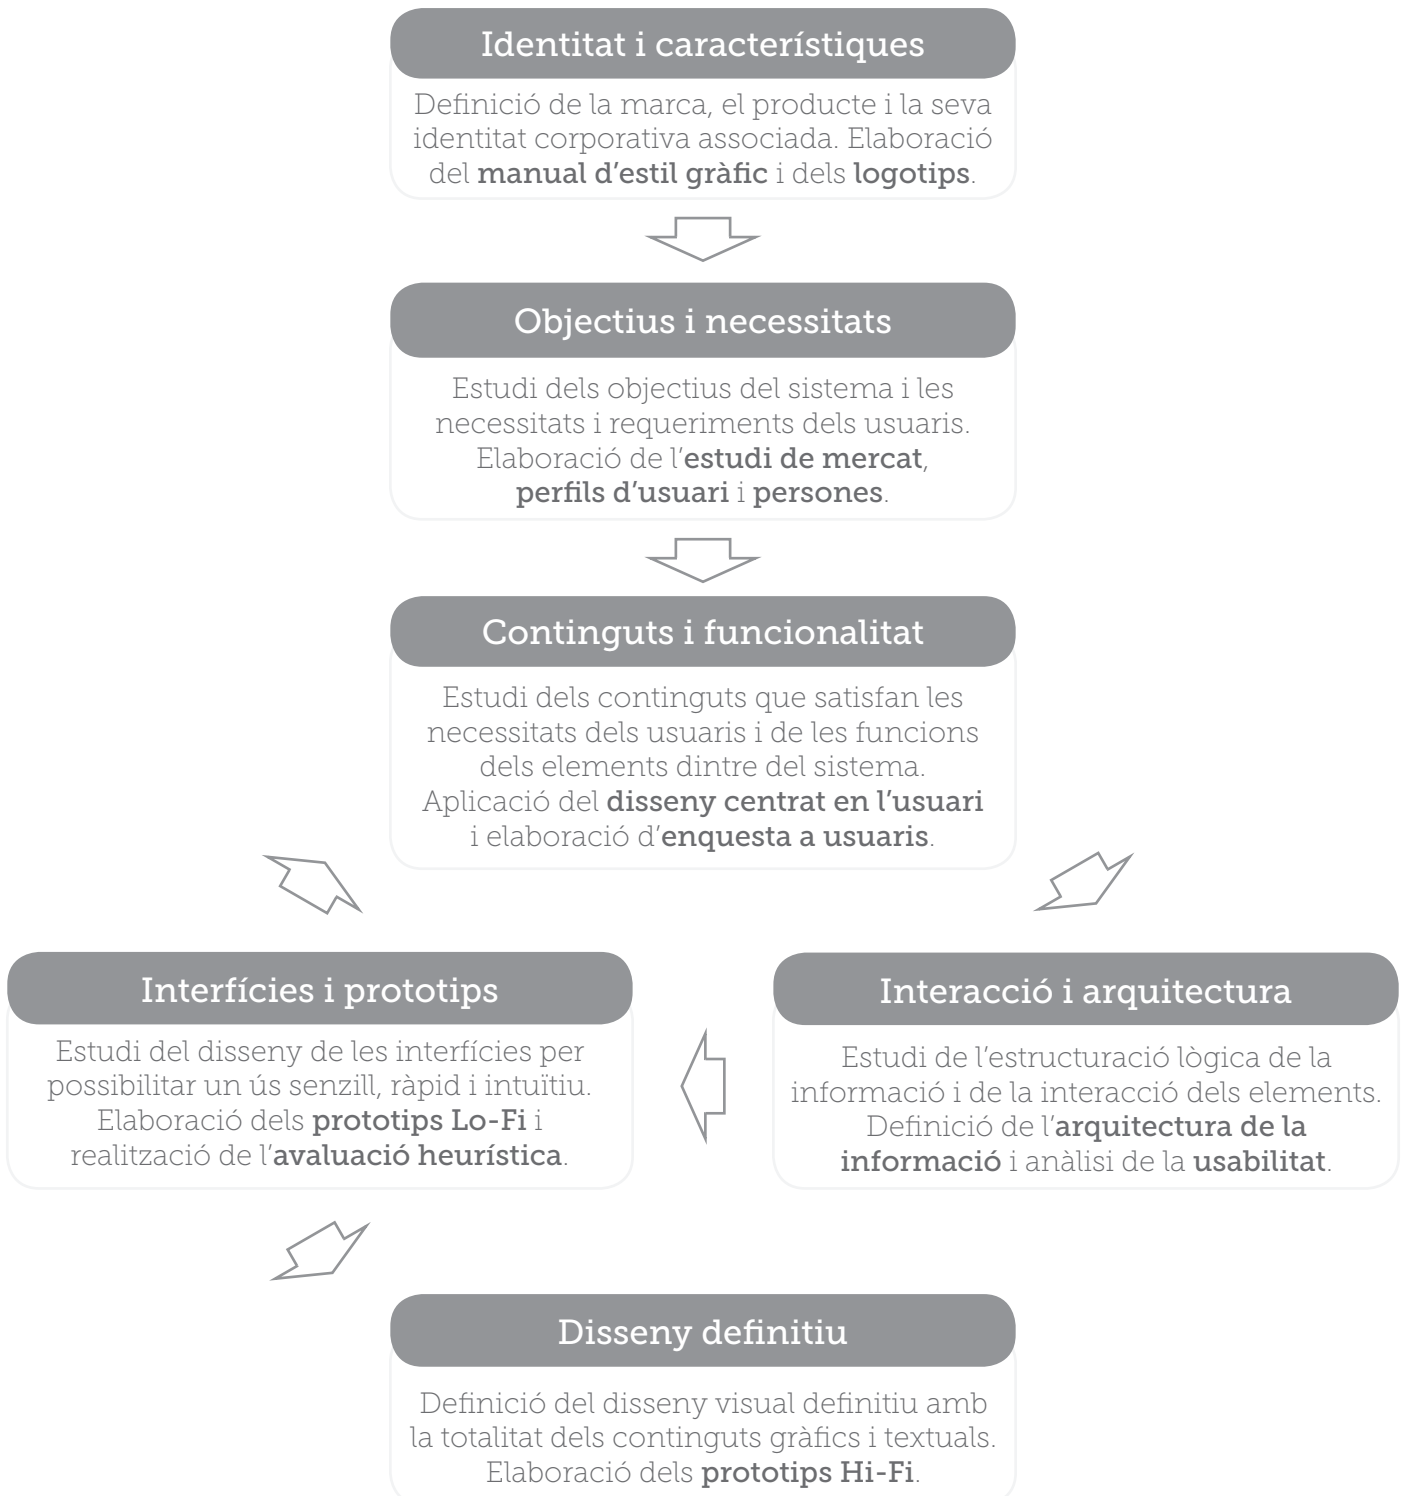 Identitat i característiques
Definició de la marca, el producte i la seva
identitat corporativa associada. Elaboració
del manual d'estil gràfic i dels logotips.
Objectius i necessitats
Estudi dels objectius del sistema i les
necessitats i requeriments dels usuaris.
Elaboració de l'estudi de mercat,
perfils d'usuari i persones.
Continguts i funcionalitat
Estudi dels continguts que satisfan les
necessitats dels usuaris i de les funcions
dels elements dintre del sistema.
Aplicació del disseny centrat en l'usuari
i elaboració d'enquesta a usuaris.
Interfícies i prototips
Estudi del disseny de les interfícies per
possibilitar un ús senzill, ràpid i intuïtiu.
Elaboració dels prototips Lo-Fi i
realització de l'avaluació heurística.
Interacció i arquitectura
Estudi de l'estructuració lògica de la
informació i de la interacció dels elements.
Definició de l'arquitectura de la
informació i anàlisi de la usabilitat.
Disseny definitiu
Definició del disseny visual definitiu amb
la totalitat dels continguts gràfics i textuals.
Elaboració dels prototips Hi-Fi.